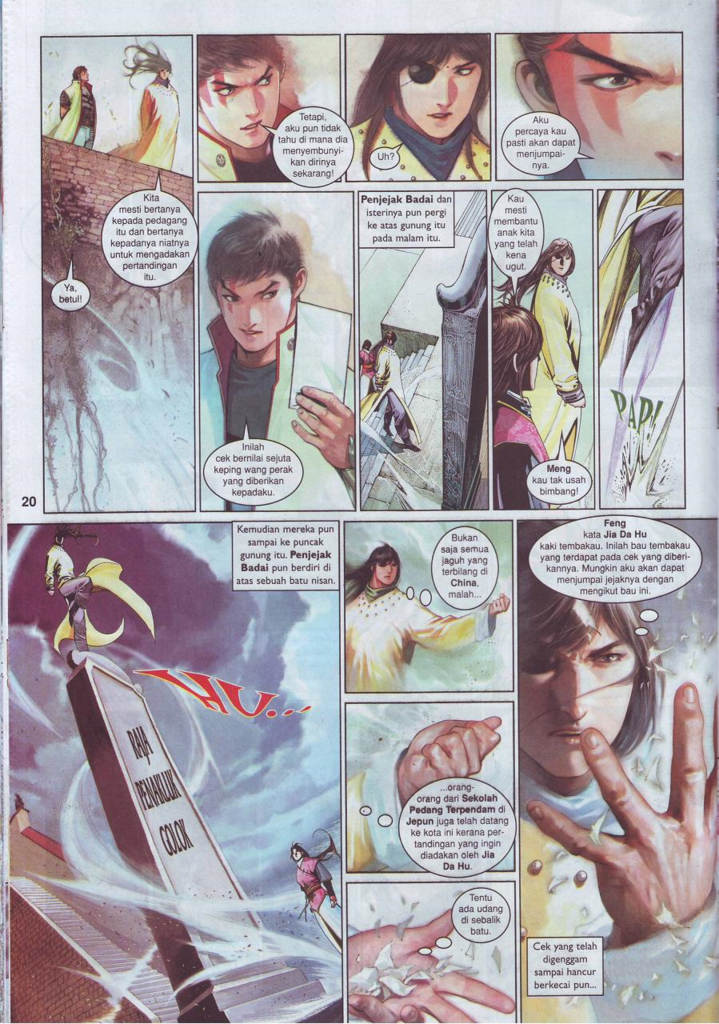 Kita
mesti bertanya
kepada pedagang
itu dan bertanya
kepadanya niatnya
untuk mengadakan
pertandingan
itu.
Ya,
betul!
Tetapi,
aku pun tidak
tahu di mana dia
menyembunyi-
kan dirinya
sekarang!
Uh?
Aku
percaya kau
pasti akan dapat
menjumpai-
nya.
Inilah
cek bernilai sejuta
keping wang perak
yang diberikan
kepadaku.
Penjejak Badai dan
isterinya pun pergi
ke atas gunung itu
pada malam itu.
Kau
mesti
membantu
anak kita
yang telah
kena
ugut.
Meng
kau tak usah
bimbang!
PAP!
20
Kemudian mereka pun
sampai ke puncak
gunung itu. Penjejak
Badai pun berdiri di
atas sebuah batu nisan.
HU...
RAJA
PENAKLUK
GOLOK
Bukan
saja semua
jaguh yang
terbilang di
China,
malah...
...orang-
orang dari Sekolah
Pedang Terpendam di
Jepun juga telah datang
ke kota ini kerana per-
tandingan yang ingin
diadakan oleh Jia
Da Hu.
Tentu
ada udang
di sebalik
batu.
Feng
kata Jia Da Hu
kaki tembakau. Inilah bau tembakau
yang terdapat pada cek yang diberi-
kannya. Mungkin aku akan dapat
menjumpai jejaknya dengan
mengikut bau ini.
Cek yang telah
digenggam
sampai hancur
berkecai pun...